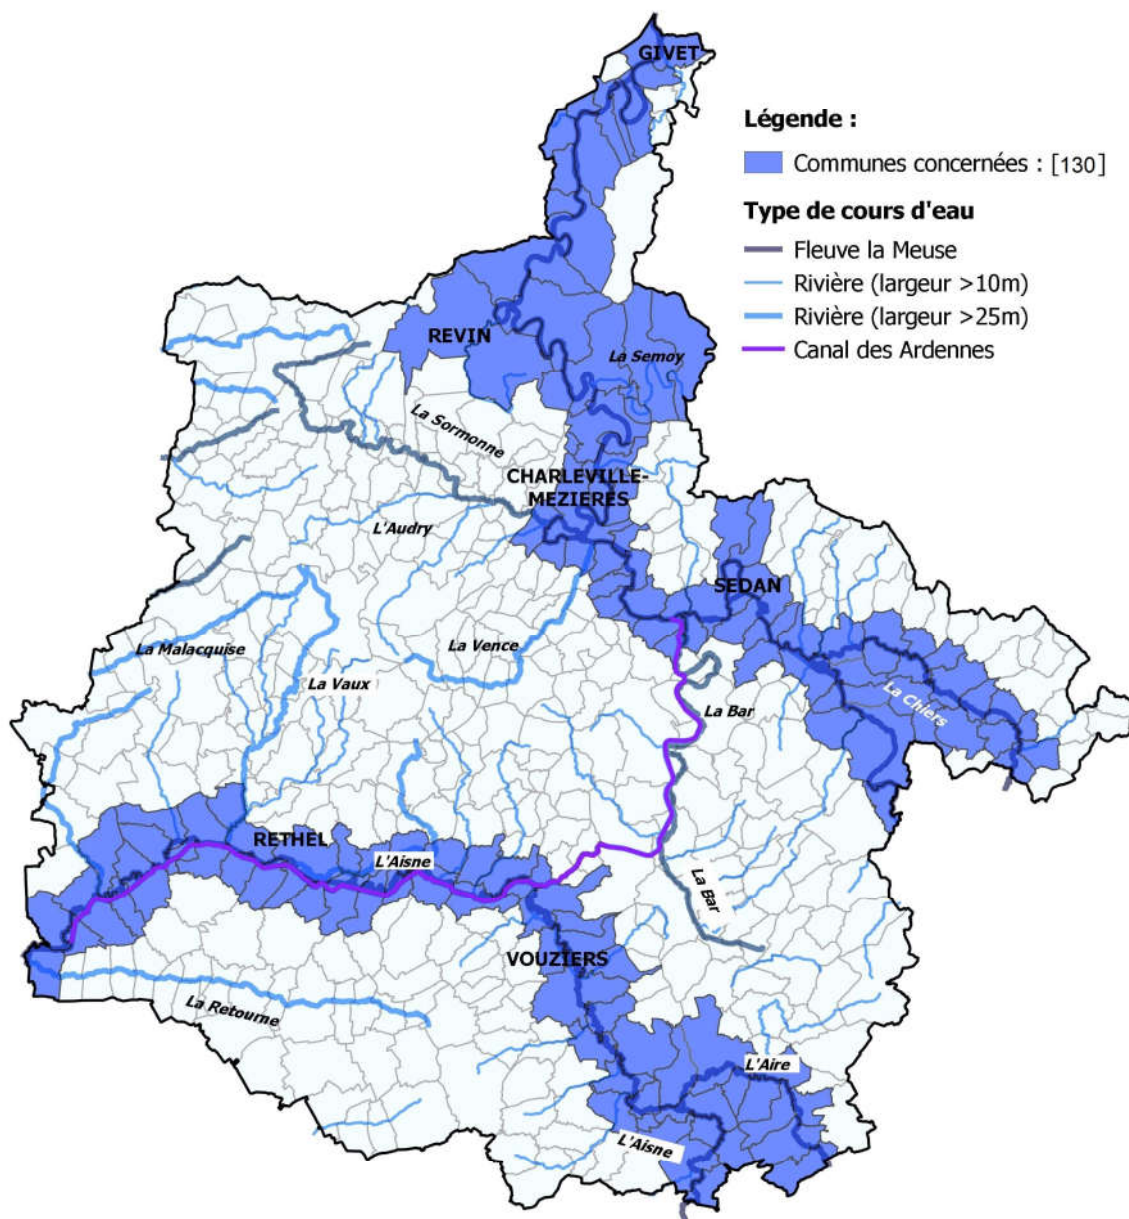 GIVET
Légende :
Communes concernées : [130]
Type de cours d'eau
Fleuve la Meuse
Rivière (largeur >10m)
Rivière (largeur >25m)
Canal des Ardennes
REVIN
La Semoy
La Sormonne
CHARLEVILLE-
MEZIERES
L'Audry
SEDAN
La Malacquise
La Vence
La Vaux
La Bar
La Chiers
RETHEL
L'Aisne
La Bar
VOUZIERS
La Retourne
L'Aire
L'Aisne